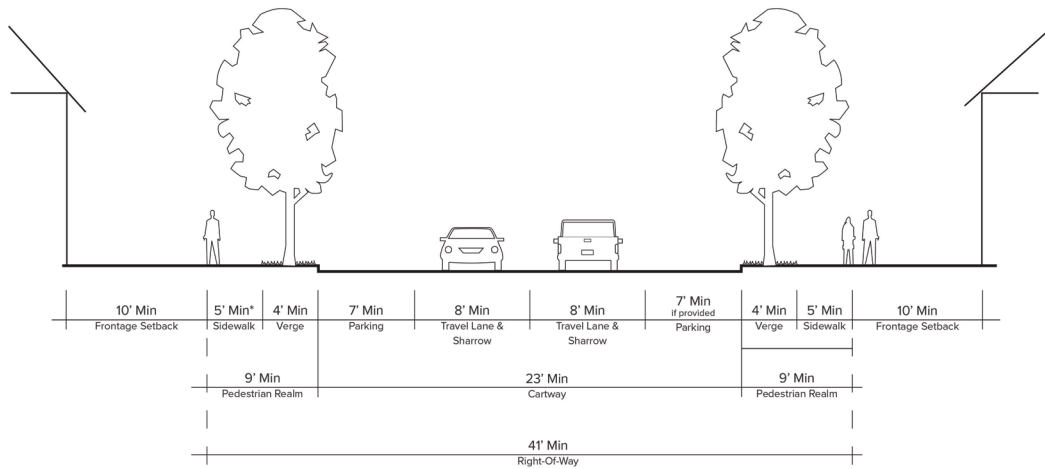 10’ Min
Frontage Setback
5’ Min*
Sidewalk
4’ Min
Verge
7’ Min
Parking
8’ Min
Travel Lane &
Sharrow
8’ Min
Travel Lane &
Sharrow
7’ Min
if provided
Parking
4’ Min
Verge
5’ Min
Sidewalk
10’ Min
Frontage Setback
9’ Min
Pedestrian Realm
23’ Min
Cartway
9’ Min
Pedestrian Realm
41’ Min
Right-Of-Way